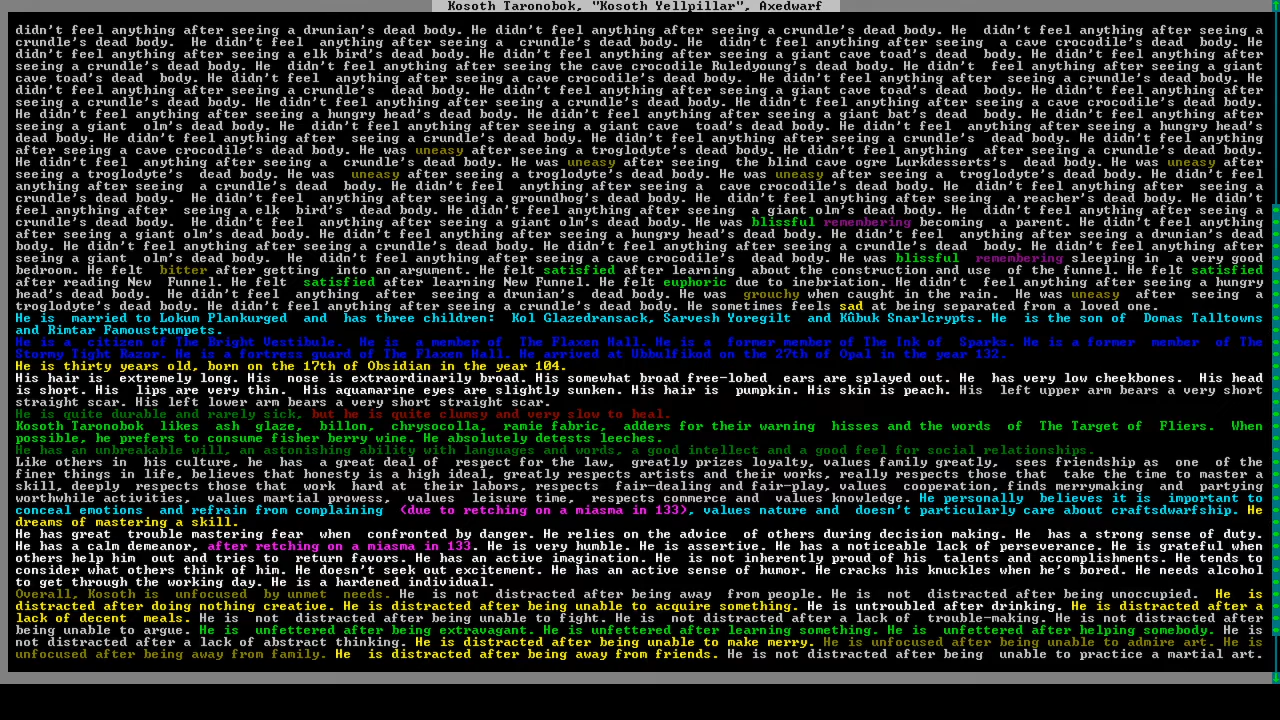 Kosoth Taronobok, "Kosoth Yellpillar", Axedwarf
didn't feel anything after seeing a drunian's dead body. He didn't feel anything after seeing a crundle's dead body. He didn't feel anything after seeing a
crundle's dead body. He didn't feel anything after seeing a crundle's dead body. He didn't feel anything after seeing a cave crocodile's dead body. He
didn't feel anything after seeing a elk bird's dead body. He didn't feel anything after seeing a giant cave toad's dead body. He didn't feel anything after
seeing a crundle's dead body. He didn't feel anything after seeing the cave crocodile Ruledyoung's dead body. He didn't feel anything after seeing a giant
cave toad's dead body. He didn't feel anything after seeing a cave crocodile's dead body. He didn't feel anything after seeing a crundle's dead body. He
didn't feel anything after seeing a crundle's dead body. He didn't feel anything after seeing a giant cave toad's dead body. He didn't feel anything after
seeing a crundle's dead body. He didn't feel anything after seeing a crundle's dead body. He didn't feel anything after seeing a cave crocodile's dead body.
He didn't feel anything after seeing a hungry head's dead body. He didn't feel anything after seeing a giant bat's dead body. He didn't feel anything after
seeing a giant olm's dead body. He didn't feel anything after seeing a giant cave toad's dead body. He didn't feel anything after seeing a hungry head's
dead body. He didn't feel anything after seeing a crundle's dead body. He didn't feel anything after seeing a crundle's dead body. He didn't feel anything
after seeing a cave crocodile's dead body. He was uneasy after seeing a troglodyte's dead body. He didn't feel anything after seeing a crundle's dead body.
He didn't feel anything after seeing a crundle's dead body. He was uneasy after seeing the blind cave ogre Lurkdesserts's dead body. He was uneasy after
seeing a troglodyte's dead body. He was uneasy after seeing a troglodyte's dead body. He was uneasy after seeing a troglodyte's dead body. He didn't feel
anything after seeing a crundle's dead body. He didn't feel anything after seeing a cave crocodile's dead body. He didn't feel anything after seeing a
crundle's dead body. He didn't feel anything after seeing a groundhog's dead body. He didn't feel anything after seeing a reacher's dead body. He didn't
feel anything after seeing a elk bird's dead body. He didn't feel anything after seeing a giant olm's dead body. He didn't feel anything after seeing a
crundle's dead body. He didn't feel anything after seeing a giant olm's dead body. He was blissful remembering becoming a parent. He didn't feel anything
after seeing a giant olm's dead body. He didn't feel anything after seeing a hungry head's dead body. He didn't feel anything after seeing a drunian's dead
body. He didn't feel anything after seeing a crundle's dead body. He didn't feel anything after seeing a crundle's dead body. He didn't feel anything after
seeing a giant olm's dead body. He didn't feel anything after seeing a crundle's dead body. He was blissful remembering sleeping in a very good
bedroom. He felt bitter after getting into an argument. He felt satisfied after learning about the construction and use of the funnel. He felt satisfied
after reading New Funnel. He felt satisfied after learning New Funnel. He felt euphoric due to inebriation. He didn't feel anything after seeing a hungry
head's dead body. He didn't feel anything after seeing a drunian's dead body. He was grouchy when caught in the rain. He was uneasy after seeing a
troglodyte's dead body. He didn't feel anything after seeing a crundle's dead body. He sometimes feels sad at being separated from a loved one.
He is married to Lokum Plankurged and has three children: Kol Glazedransack, Sarvesh Yoregilt and Kûbuk Snarlcrypts. He is the son of Domas Talltowns
and Rimtar Famoustrumpets.
He is a citizen of The Bright Vestibule. He is a member of The Flaxen Hall. He is a former member of The Ink of Sparks. He is a former member of The
Stormy Tight Razor. He is a fortress guard of The Flaxen Hall. He arrived at Ubbulfikod on the 27th of Opal in the year 132.
He is thirty years old, born on the 17th of Obsidian in the year 104.
His hair is extremely long. His nose is extraordinarily broad. His somewhat broad free-lobed ears are splayed out. He has very low cheekbones. His head
is short. His lips are very thin. His aquamarine eyes are slightly sunken. His hair is pumpkin. His skin is peach. His left upper arm bears a very short
straight scar. His left lower arm bears a very short straight scar.
He is quite durable and rarely sick, but he is quite clumsy and very slow to heal.
Kosoth Taronobok likes ash glaze, billon, chrysocolla, ramie fabric, adders for their warning hisses and the words of The Target of Fliers. When
possible, he prefers to consume fisher berry wine. He absolutely detests leeches.
He has an unbreakable will, an astonishing ability with languages and words, a good intellect and a good feel for social relationships.
Like others in his culture, he has a great deal of respect for the law, greatly prizes loyalty, values family greatly, sees friendship as one of the
finer things in life, believes that honesty is a high ideal, greatly respects artists and their works, really respects those that take the time to master a
skill, deeply respects those that work hard at their labors, respects fair-dealing and fair-play, values cooperation, finds merrymaking and partying
worthwhile activities, values martial prowess, values leisure time, respects commerce and values knowledge. He personally believes it is important to
conceal emotions and refrain from complaining (due to retching on a miasma in 133), values nature and doesn't particularly care about craftsdwarfship. He
dreams of mastering a skill.
He has great trouble mastering fear when confronted by danger. He relies on the advice of others during decision making. He has a strong sense of duty.
He has a calm demeanor, after retching on a miasma in 133. He is very humble. He is assertive. He has a noticeable lack of perseverance. He is grateful when
others help him out and tries to return favors. He has an active imagination. He is not inherently proud of his talents and accomplishments. He tends to
consider what others think of him. He doesn't seek out excitement. He has an active sense of humor. He cracks his knuckles when he's bored. He needs alcohol
to get through the working day. He is a hardened individual.
Overall, Kosoth is unfocused by unmet needs. He is not distracted after being away from people. He is not distracted after being unoccupied. He is
distracted after doing nothing creative. He is distracted after being unable to acquire something. He is untroubled after drinking. He is distracted after a
lack of decent meals. He is not distracted after being unable to fight. He is not distracted after a lack of trouble-making. He is not distracted after
being unable to argue. He is unfettered after being extravagant. He is unfettered after learning something. He is unfettered after helping somebody. He is
not distracted after a lack of abstract thinking. He is distracted after being unable to make merry. He is unfocused after being unable to admire art. He is
unfocused after being away from family. He is distracted after being away from friends. He is not distracted after being unable to practice a martial art.